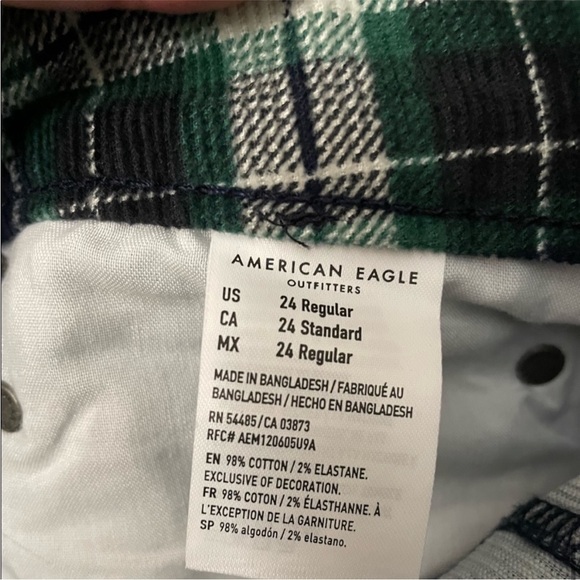 AMERICAN EAGLE
OUTFITTERS
US 24 Regular
CA 24 Standard
MX 24 Regular
MADE IN BANGLADESH / FABRIQUÉ AU
BANGLADESH / HECHO EN BANGLADESH
RN 54485/CA 03873
RFC# AEM120605U9A
EN 98% COTTON / 2% ELASTANE.
EXCLUSIVE OF DECORATION.
FR 98% COTON / 2% ÉLASTHANNE. À
L'EXCEPTION DE LA GARNITURE.
SP 98% algodón / 2% elastano.